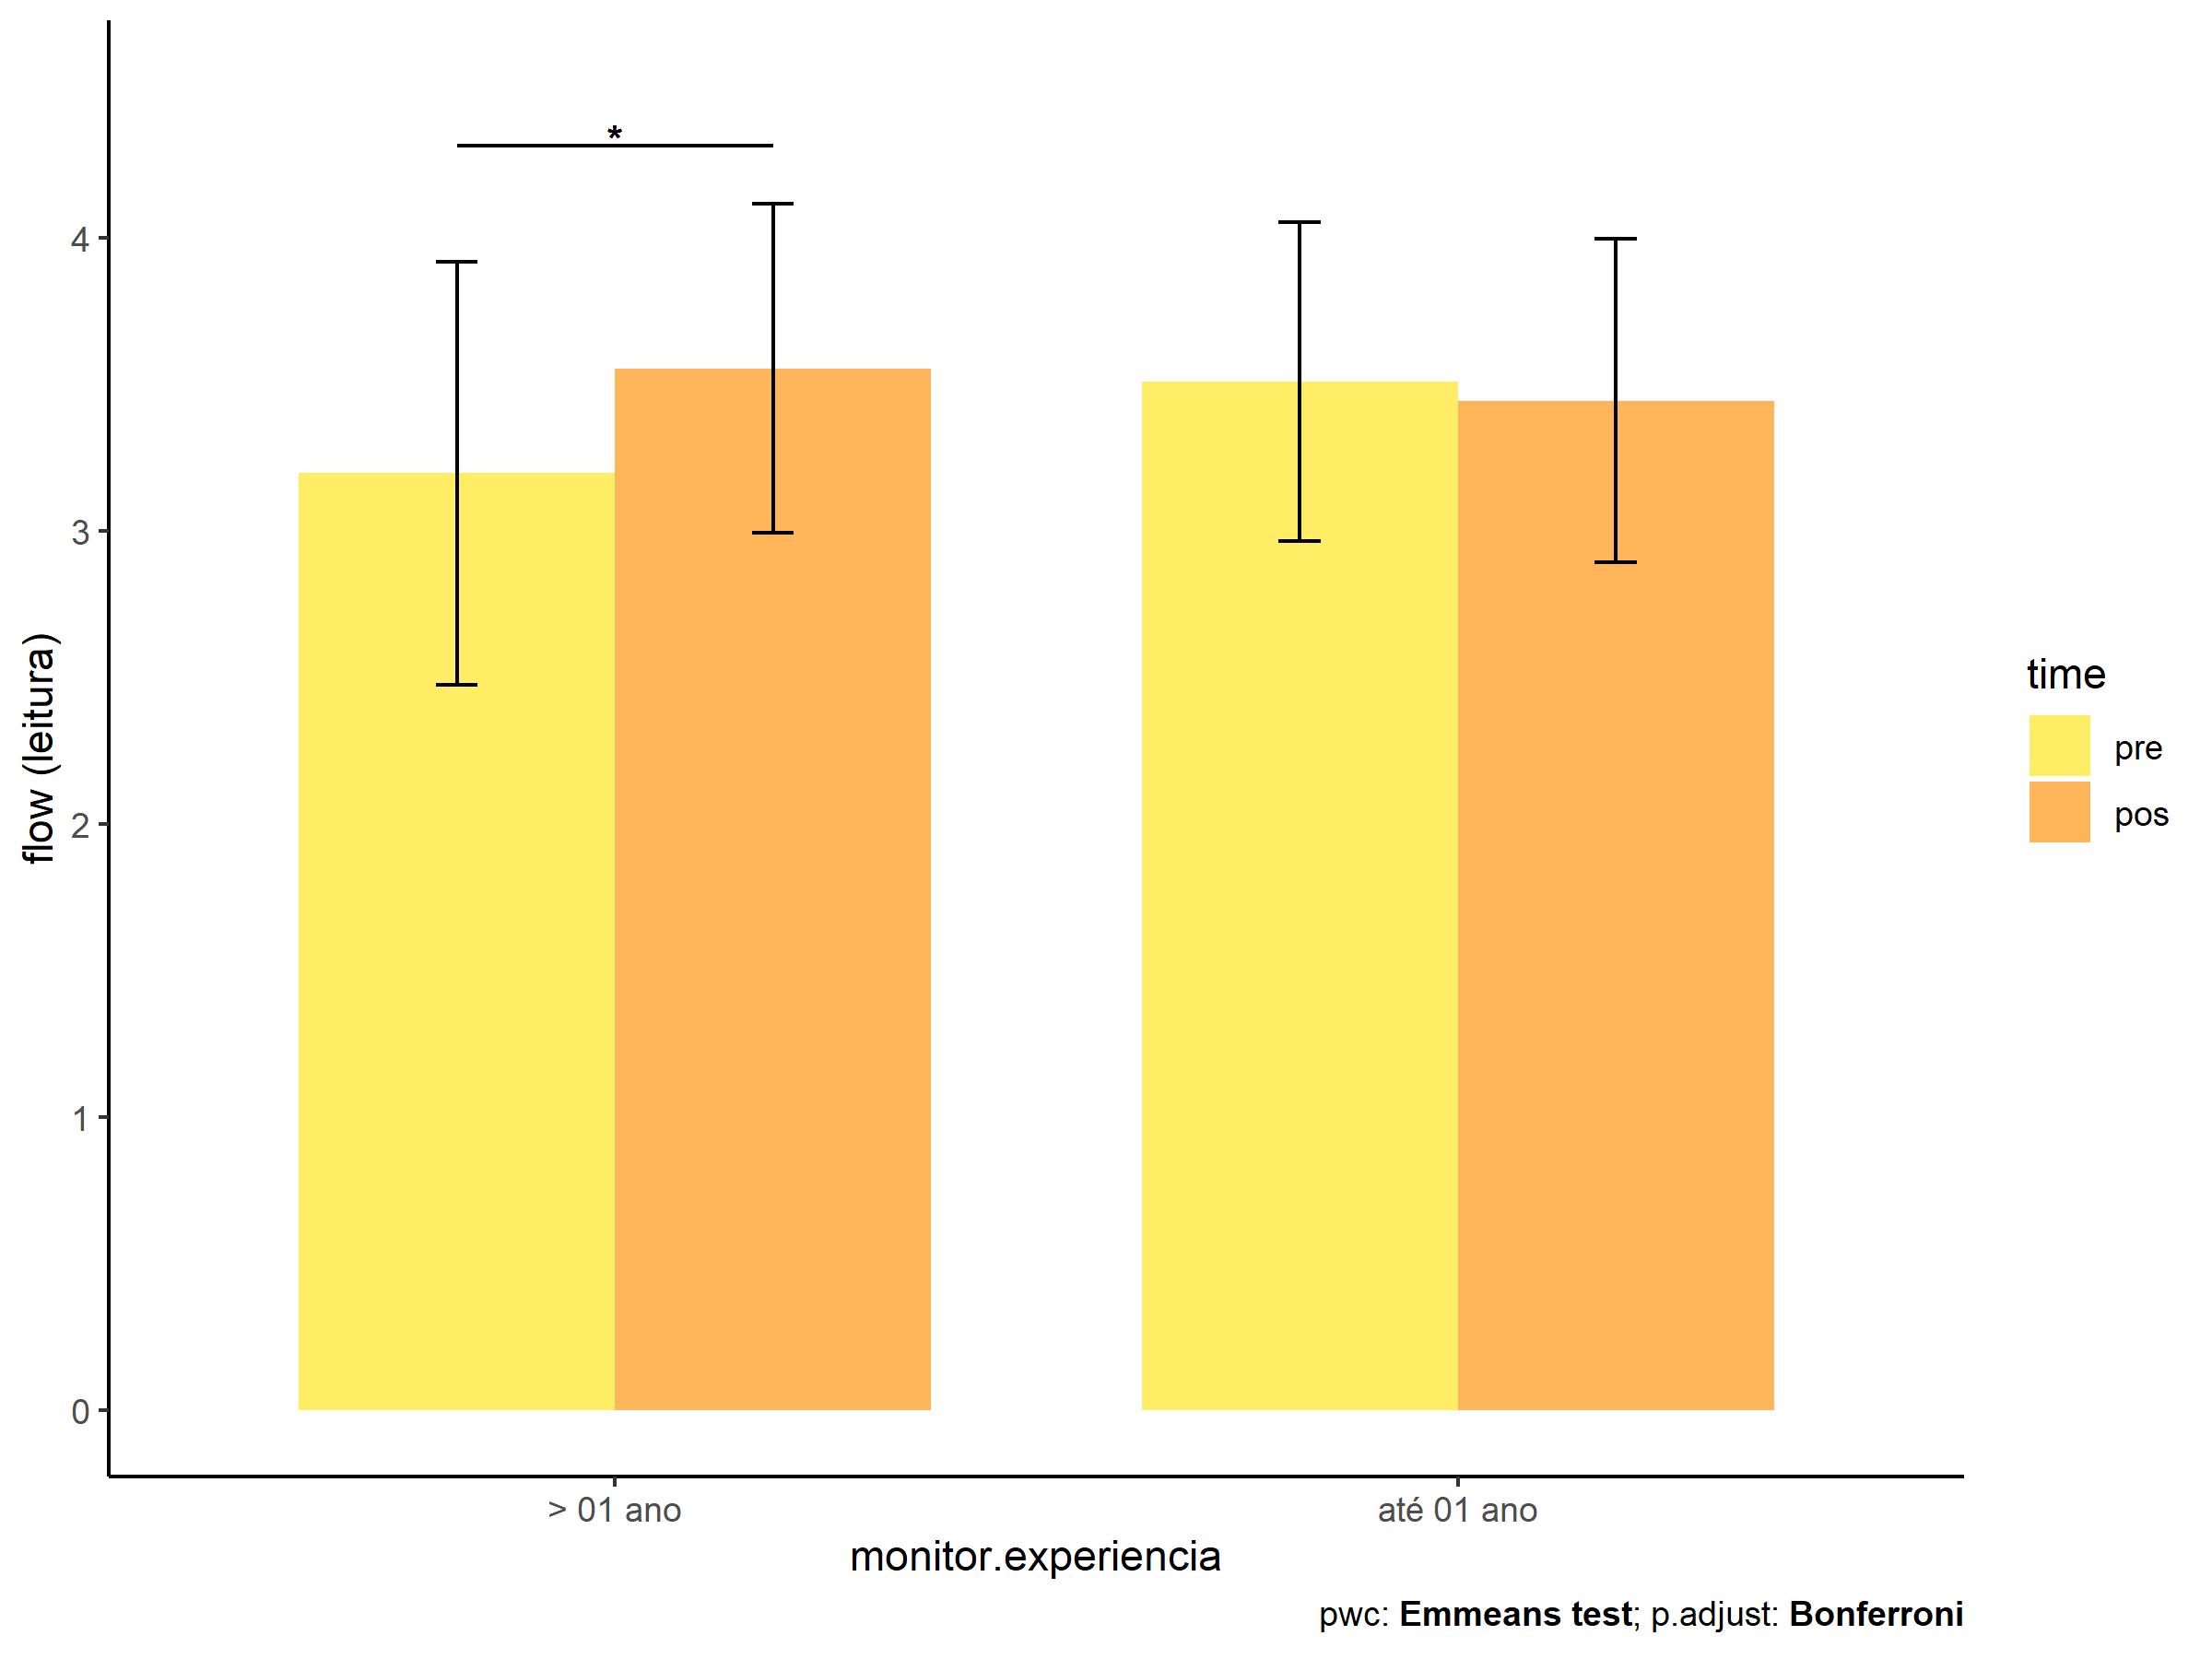 *
4
3
2
1
0
flow (leitura)
> 01 ano
até 01 ano
monitor.experiencia
time
pre
pos
pwc: Emmeans test; p.adjust: Bonferroni